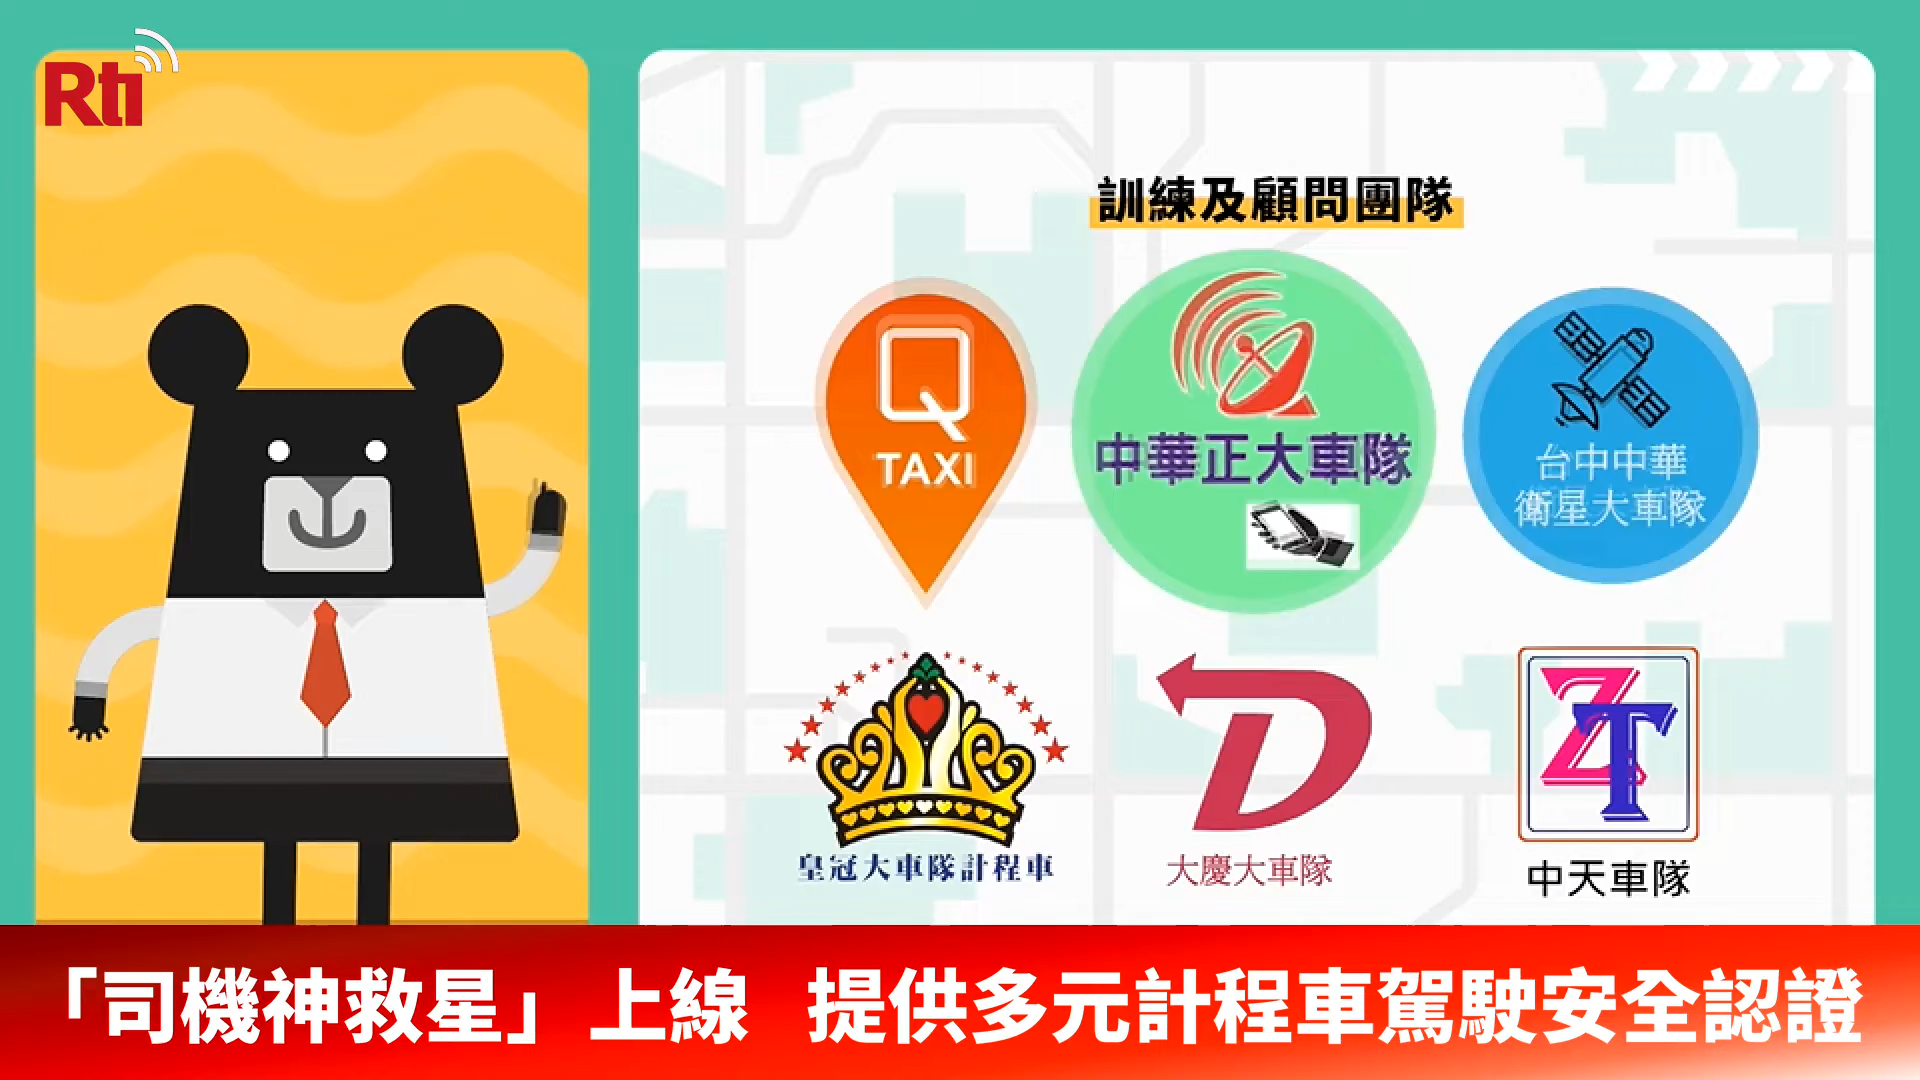 Rti
訓練及顧問團隊
Q
TAXI
中華正大車隊
台中中華
衛星大車隊
皇冠大車隊計程車
D
大慶大車隊
ZT
中天車隊
「司機神救星」上線 提供多元計程車駕駛安全認證